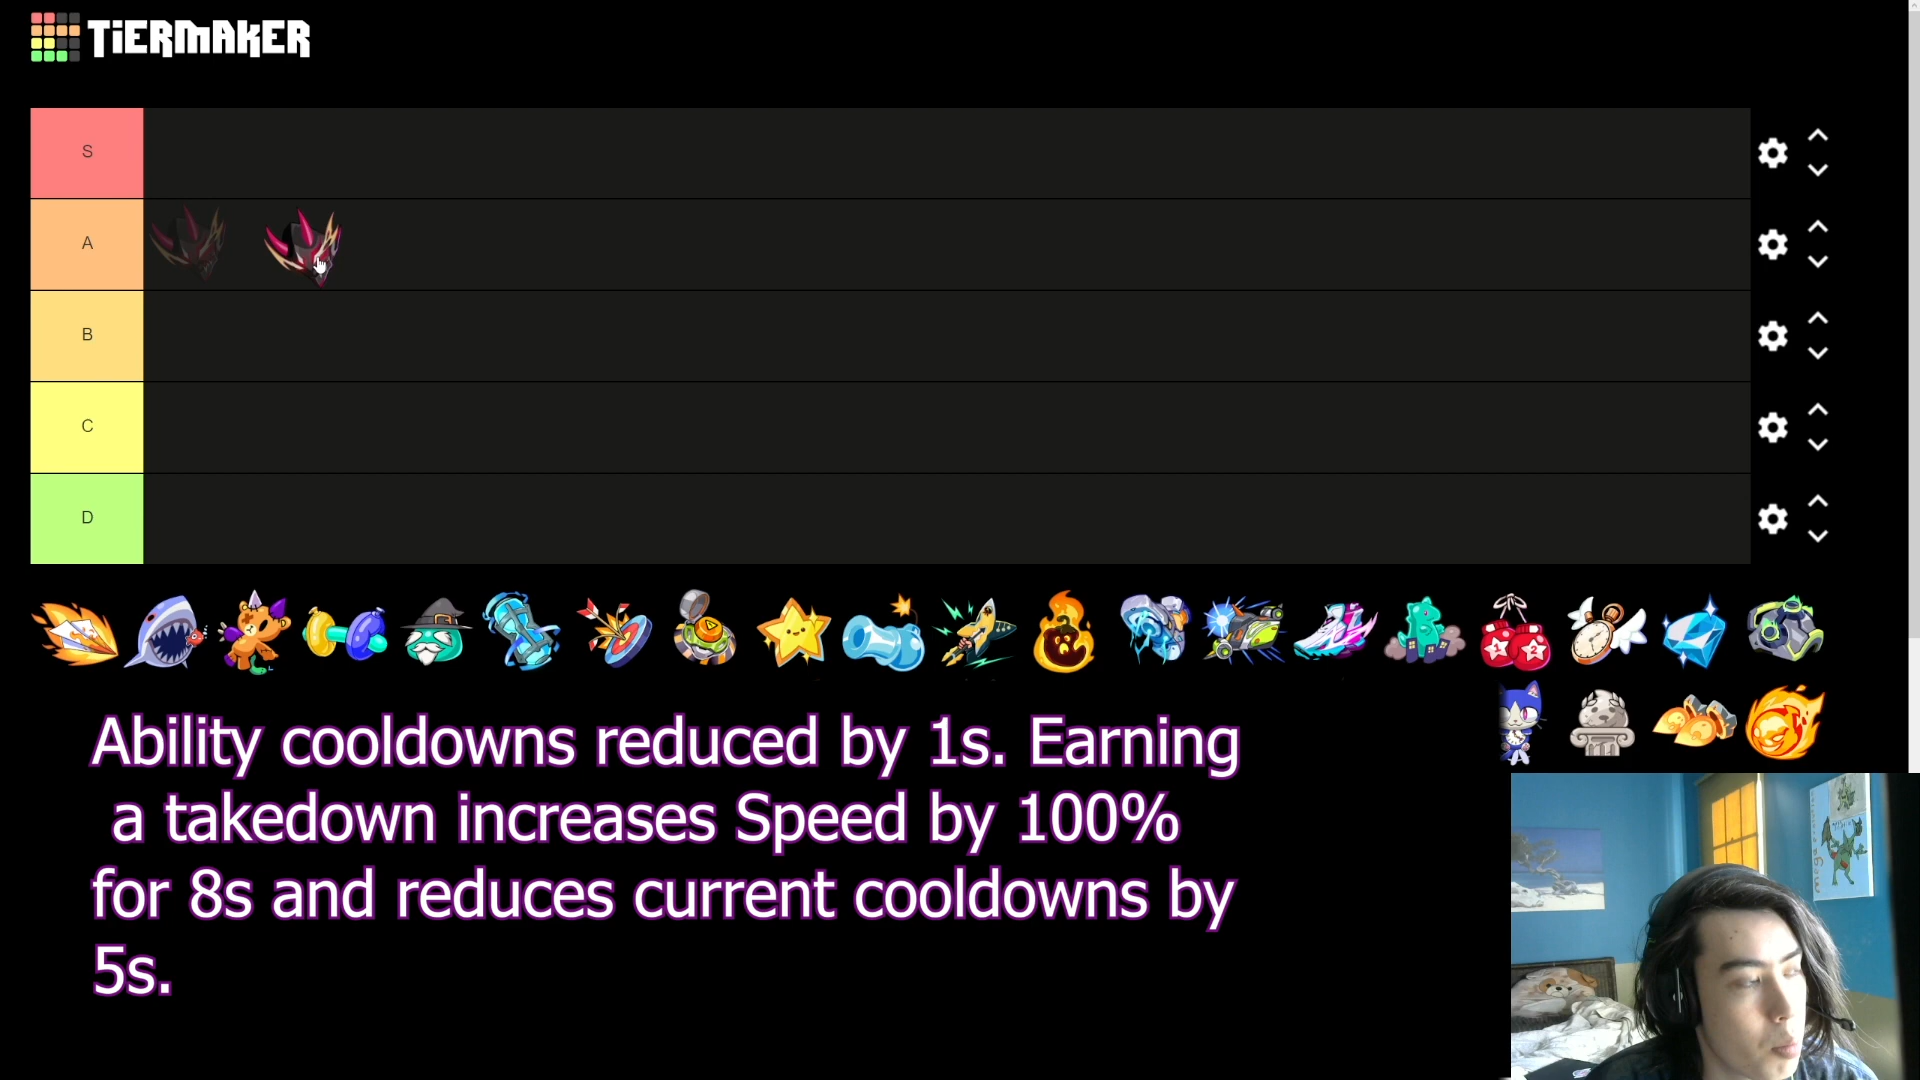 TiERMAKER
S
A
B
C
D
Ability cooldowns reduced by 1s. Earning
a takedown increases Speed by 100%
for 8s and reduces current cooldowns by
5s.